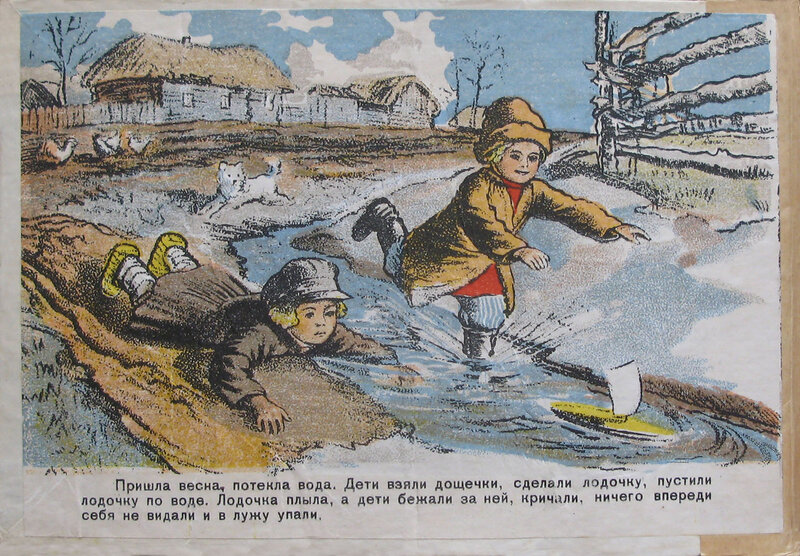 Пришла весна, потекла вода. Дети взяли дощечки, сделали лодочку, пустили
лодочку по воде. Лодочка плыла, а дети бежали за ней, кричали, ничего впереди
себя не видали и в лужу упали.